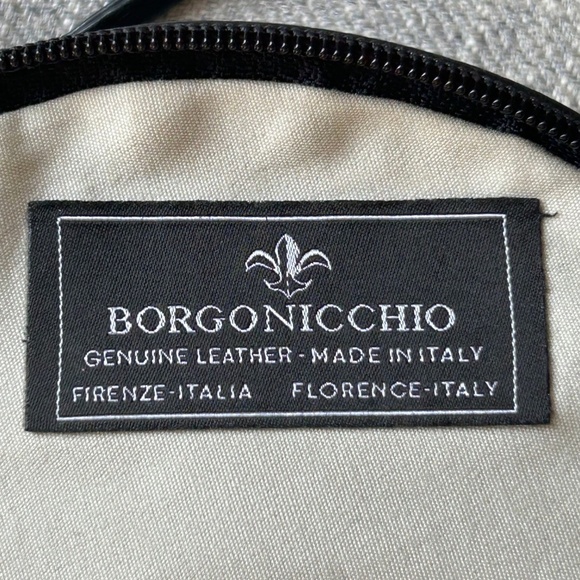 BORGONICCHIO
GENUINE LEATHER - MADE IN ITALY
FIRENZE-ITALIA FLORENCE-ITALY